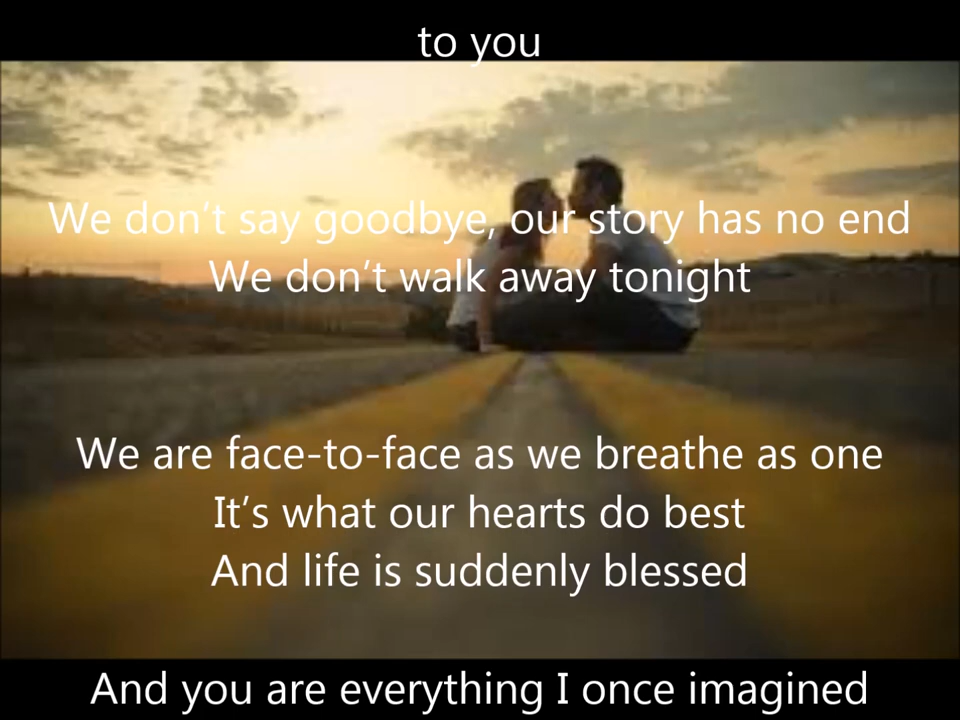 to you
We don't say goodbye, our story has no end
We don't walk away tonight
We are face-to-face as we breathe as one
It's what our hearts do best
And life is suddenly blessed
And you are everything I once imagined